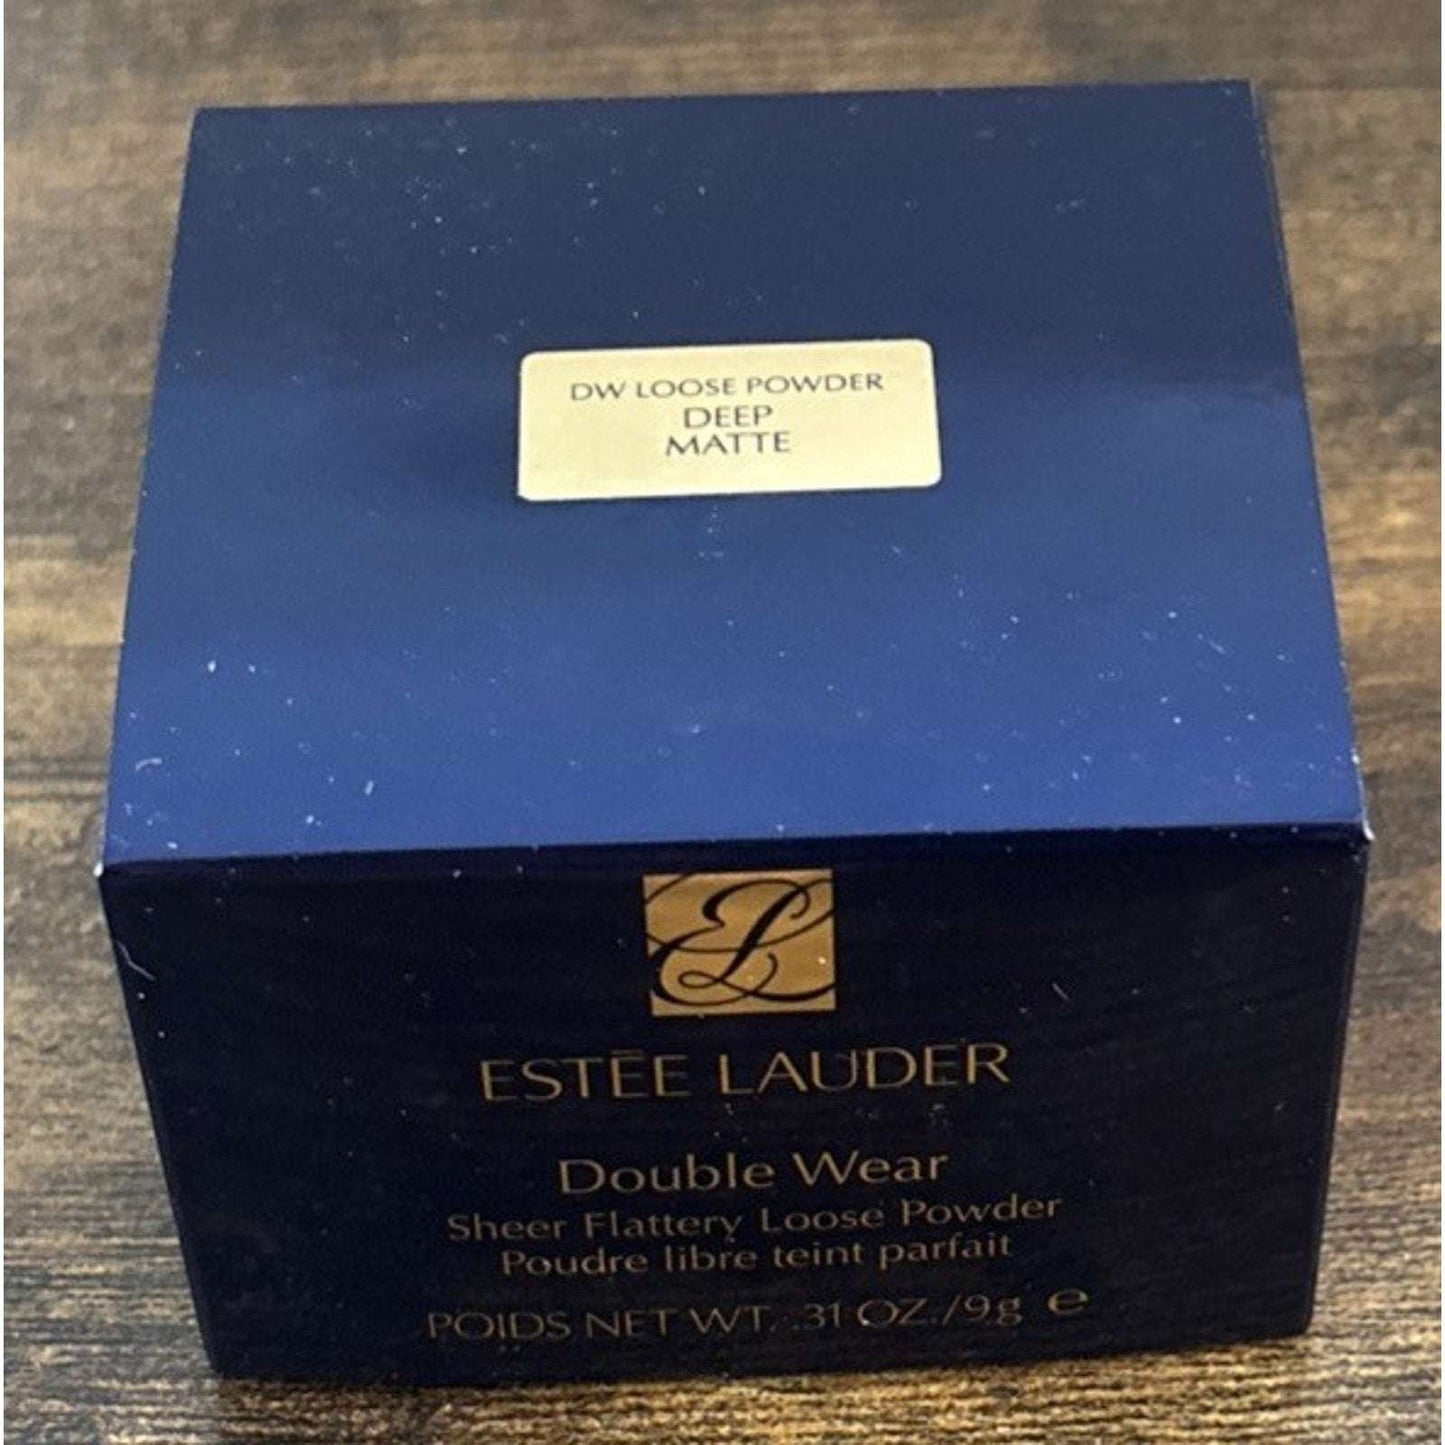 DW LOOSE POWDER
DEEP
MATTE
EL
ESTĒE LAUDER
Double Wear
Sheer Flattery Loose Powder
Poudre libre teint parfait
POIDS NET WT. .31 OZ./9g ℮